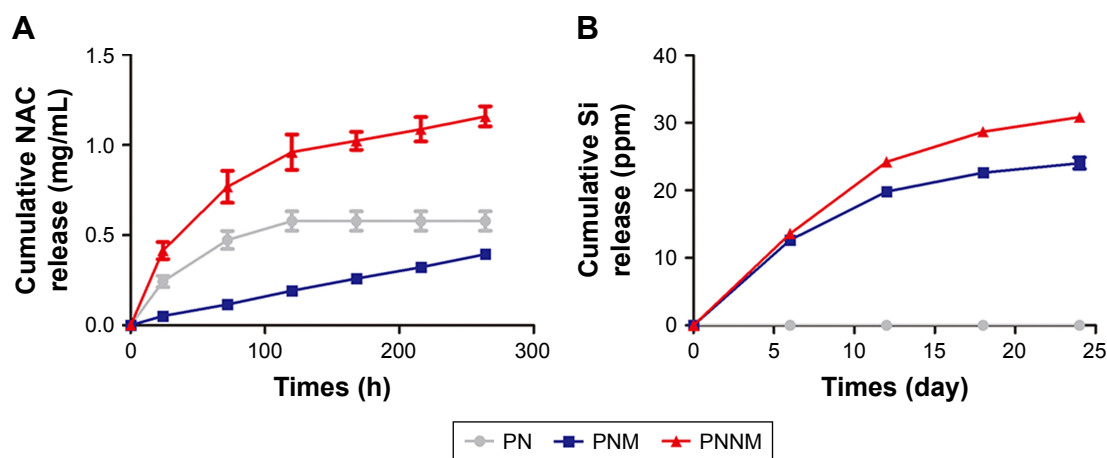 A
Cumulative NAC
release (mg/mL)
1.5
1.0
0.5
0.0
0
100
200
300
Times (h)
B
Cumulative Si
release (ppm)
40
30
20
10
0
0
5
10
15
20
25
Times (day)
PN PNM PNNM